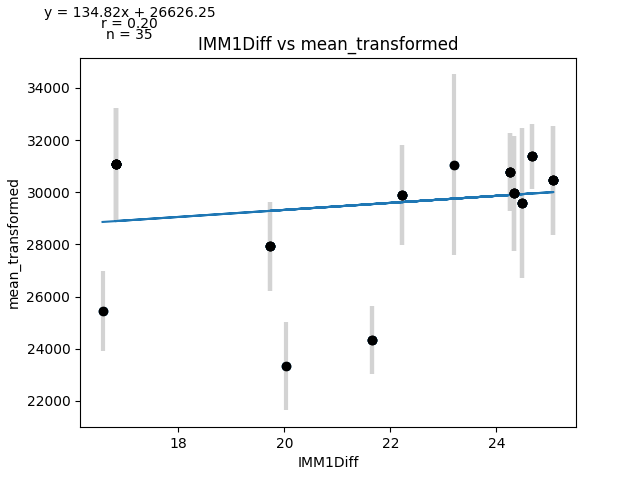 y = 134.82x + 26626.25
r = 0.20
n = 35
IMM1Diff vs mean_transformed
34000
32000
30000
28000
26000
24000
22000
mean_transformed
18
20
22
24
IMM1Diff